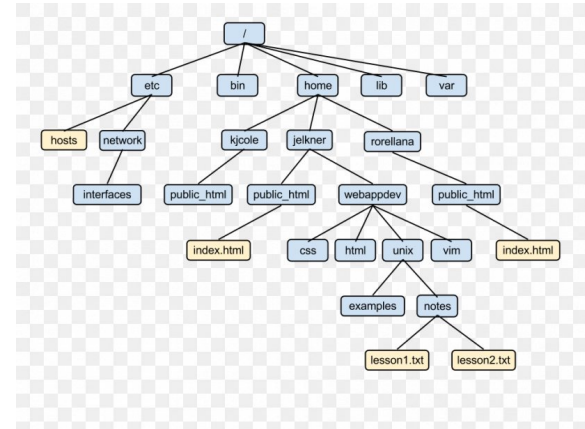 /
etc bin home lib var
hosts network kjcole jelkner rorellana
interfaces public_html public_html webappdev public_html
index.html css html unix vim index.html
examples notes
lesson1.txt lesson2.txt